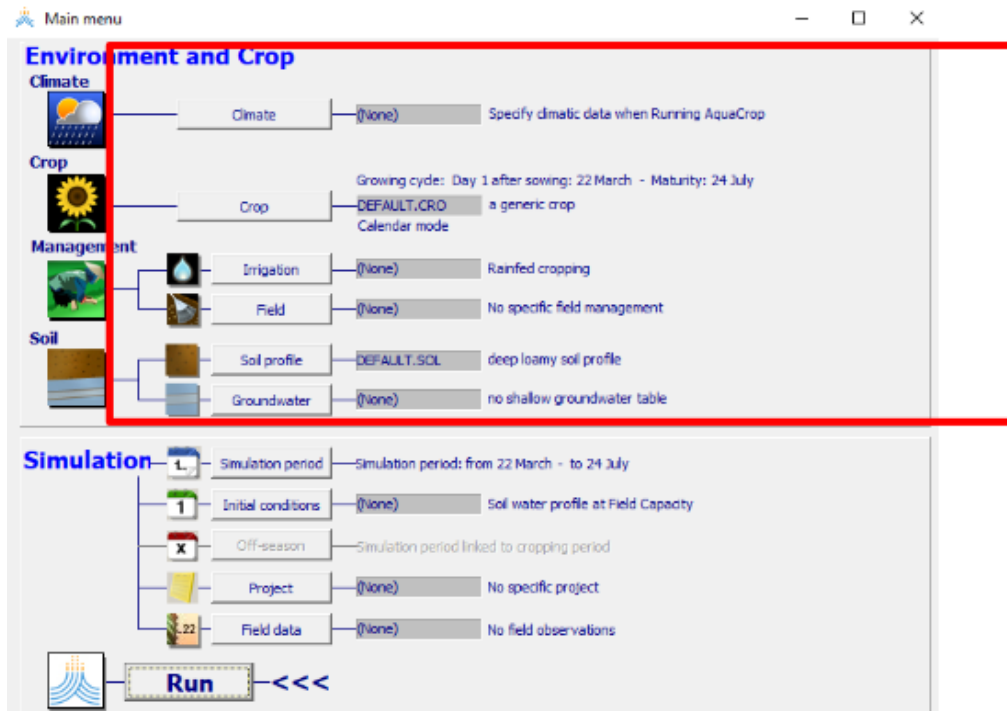 Main menu
Environment and Crop
Climate
Climate (None) Specify climatic data when Running AquaCrop
Crop
Growing cycle: Day 1 after sowing: 22 March - Maturity: 24 July
Crop DEFAULT.CRO a generic crop
Calendar mode
Management
Irrigation (None) Rainfed cropping
Field (None) No specific field management
Soil
Soil profile DEFAULT.SOL deep loamy soil profile
Groundwater (None) no shallow groundwater table
Simulation
1.. Simulation period Simulation period: from 22 March - to 24 July
1 Initial conditions (None) Soil water profile at Field Capacity
x Off-season Simulation period linked to cropping period
Project (None) No specific project
.22 Field data (None) No field observations
Run <<<